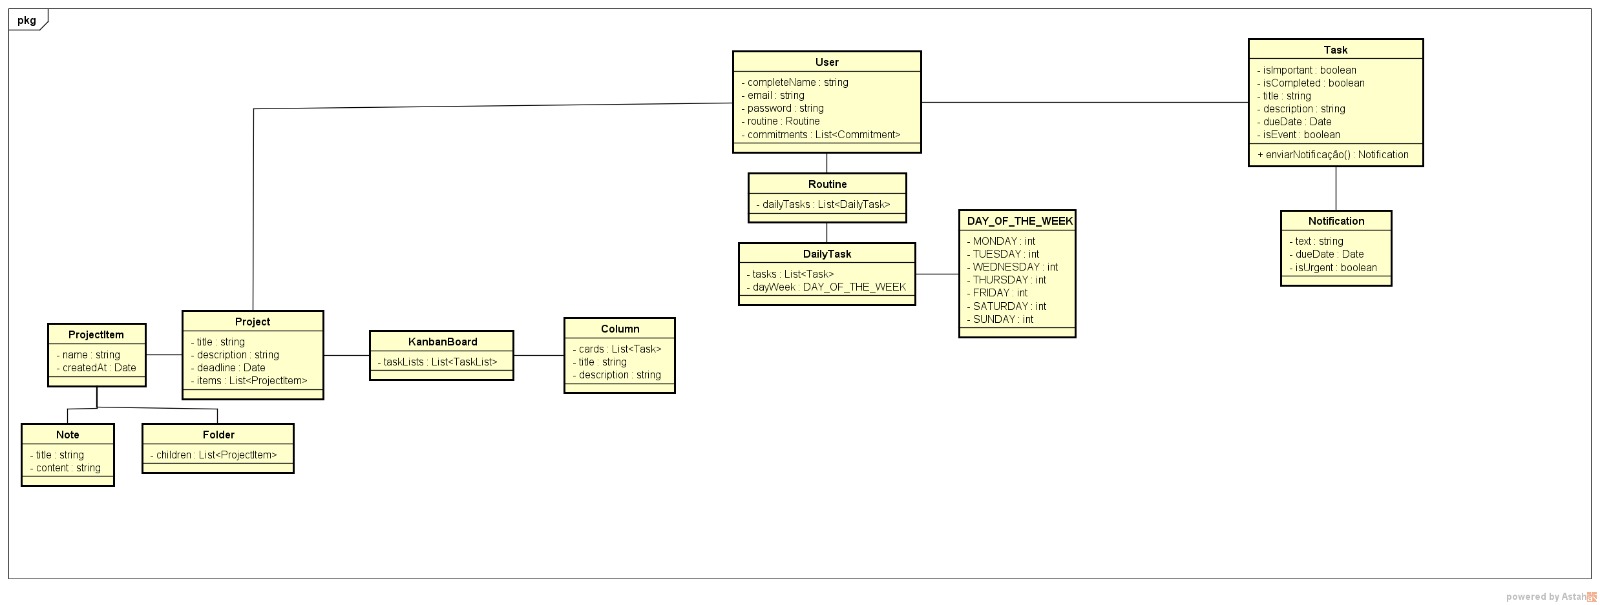 pkg
User
- completeName : string
- email : string
- password : string
- routine : Routine
- commitments : List<Commitment>
Task
- isImportant : boolean
- isCompleted : boolean
- title : string
- description : string
- dueDate : Date
- isEvent : boolean
+ enviarNotificação() : Notification
Routine
- dailyTasks : List<DailyTask>
DAY_OF_THE_WEEK
- MONDAY : int
- TUESDAY : int
- WEDNESDAY : int
- THURSDAY : int
- FRIDAY : int
- SATURDAY : int
- SUNDAY : int
Notification
- text : string
- dueDate : Date
- isUrgent : boolean
DailyTask
- tasks : List<Task>
- dayWeek : DAY_OF_THE_WEEK
ProjectItem
- name : string
- createdAt : Date
Project
- title : string
- description : string
- deadline : Date
- items : List<ProjectItem>
KanbanBoard
- taskLists : List<TaskList>
Column
- cards : List<Task>
- title : string
- description : string
Note
- title : string
- content : string
Folder
- children : List<ProjectItem>
powered by Astah